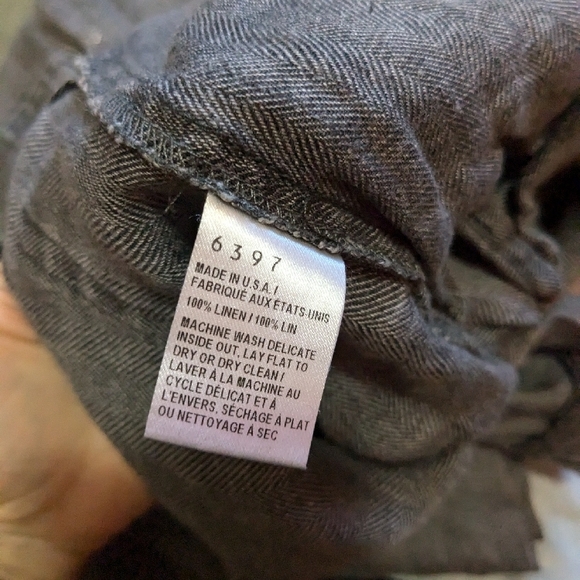 6397
MADE IN U.S.A. /
FABRIQUÉ AUX ÉTATS-UNIS
100% LINEN / 100% LIN
MACHINE WASH DELICATE
INSIDE OUT, LAY FLAT TO
DRY OR DRY CLEAN /
LAVER À LA MACHINE AU
CYCLE DÉLICAT ET À
L'ENVERS. SÉCHAGE À PLAT
OU NETTOYAGE À SEC